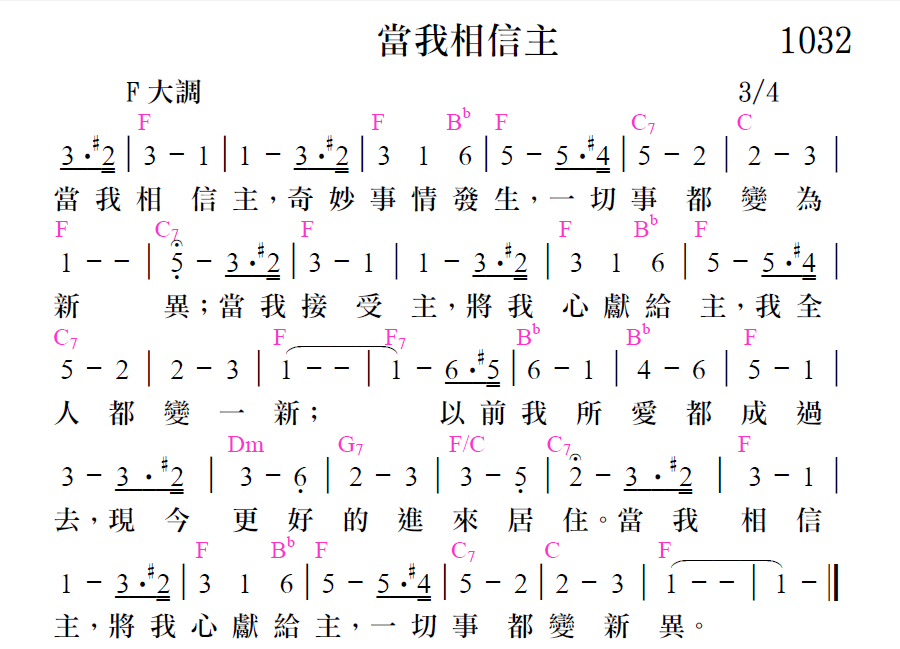 當我相信主 1032
F大調 3/4
F F B♭ F C7 C
3·#2 | 3 - 1 | 1 - 3·#2 | 3 1 6 | 5 - 5·#4 | 5 - 2 | 2 - 3 |
當我相信主，奇妙事情發生，一切事都變為
F C7 F F B♭ F
1 - - | 5 - 3·#2 | 3 - 1 | 1 - 3·#2 | 3 1 6 | 5 - 5·#4 |
新異；當我接受主，將我心獻給主，我全
C7 F F7 B♭ B♭ F
5 - 2 | 2 - 3 | 1 - - | 1 - 6·#5 | 6 - 1 | 4 - 6 | 5 - 1 |
人都變一新；以前我所愛都成過
Dm G7 F/C C7 F
3 - 3·#2 | 3 - 6 | 2 - 3 | 3 - 5 | 2 - 3·#2 | 3 - 1 |
去，現今更好的進來居住。當我相信
F B♭ F C7 C F
1 - 3·#2 | 3 1 6 | 5 - 5·#4 | 5 - 2 | 2 - 3 | 1 - - | 1 - ‖
主，將我心獻給主，一切事都變新異。